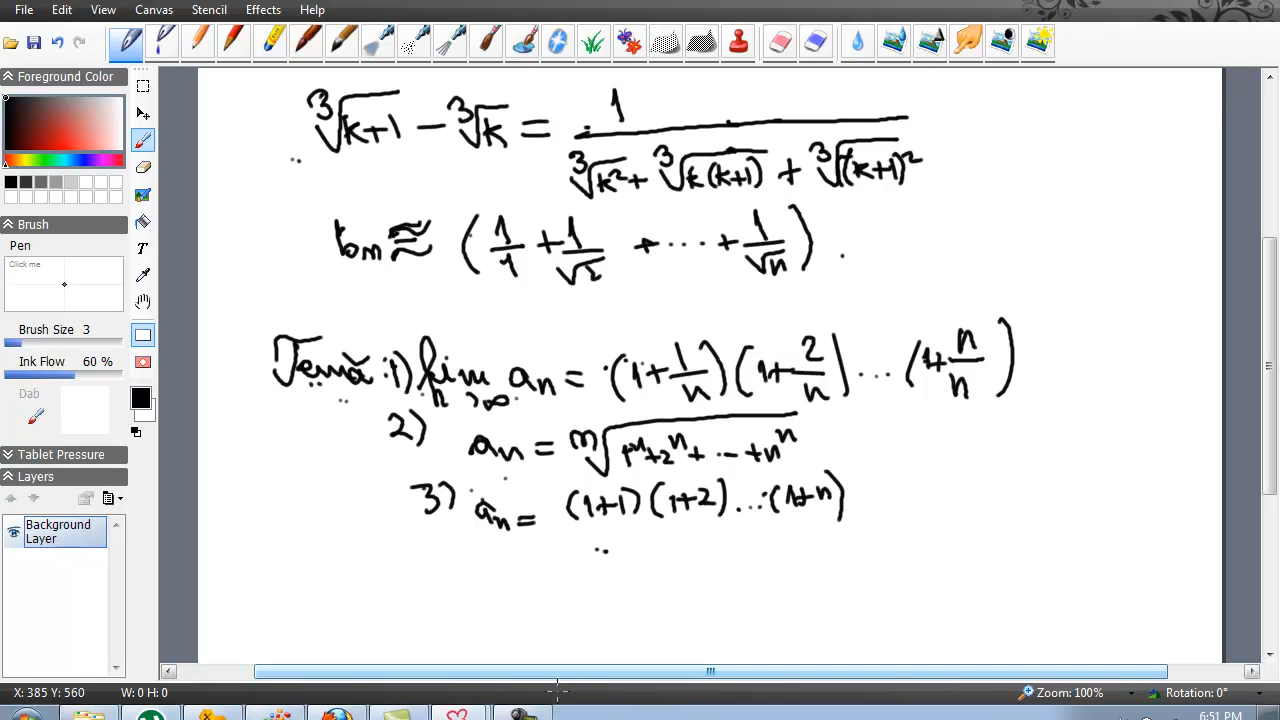 File Edit View Canvas Stencil Effects Help
Foreground Color
Brush
Pen
Click me
Brush Size 3
Ink Flow 60 %
Dab
Tablet Pressure
Layers
Background Layer
∛(k+1) − ∛k = 1 / (∛k² + ∛(k(k+1)) + ∛((k+1)²))
bn ≅ (1/1 + 1/√2 + ... + 1/√n).
Temă: 1) lim n→∞ an = (1+1/n)(1+2/n) ... (1+n/n)
2) an = ⁿ√(1ⁿ+2ⁿ+ ... +nⁿ)
3) an = (1+1)(1+2)...(1+n)
X: 385 Y: 560 W: 0 H: 0 Zoom: 100% Rotation: 0°
6:51 PM